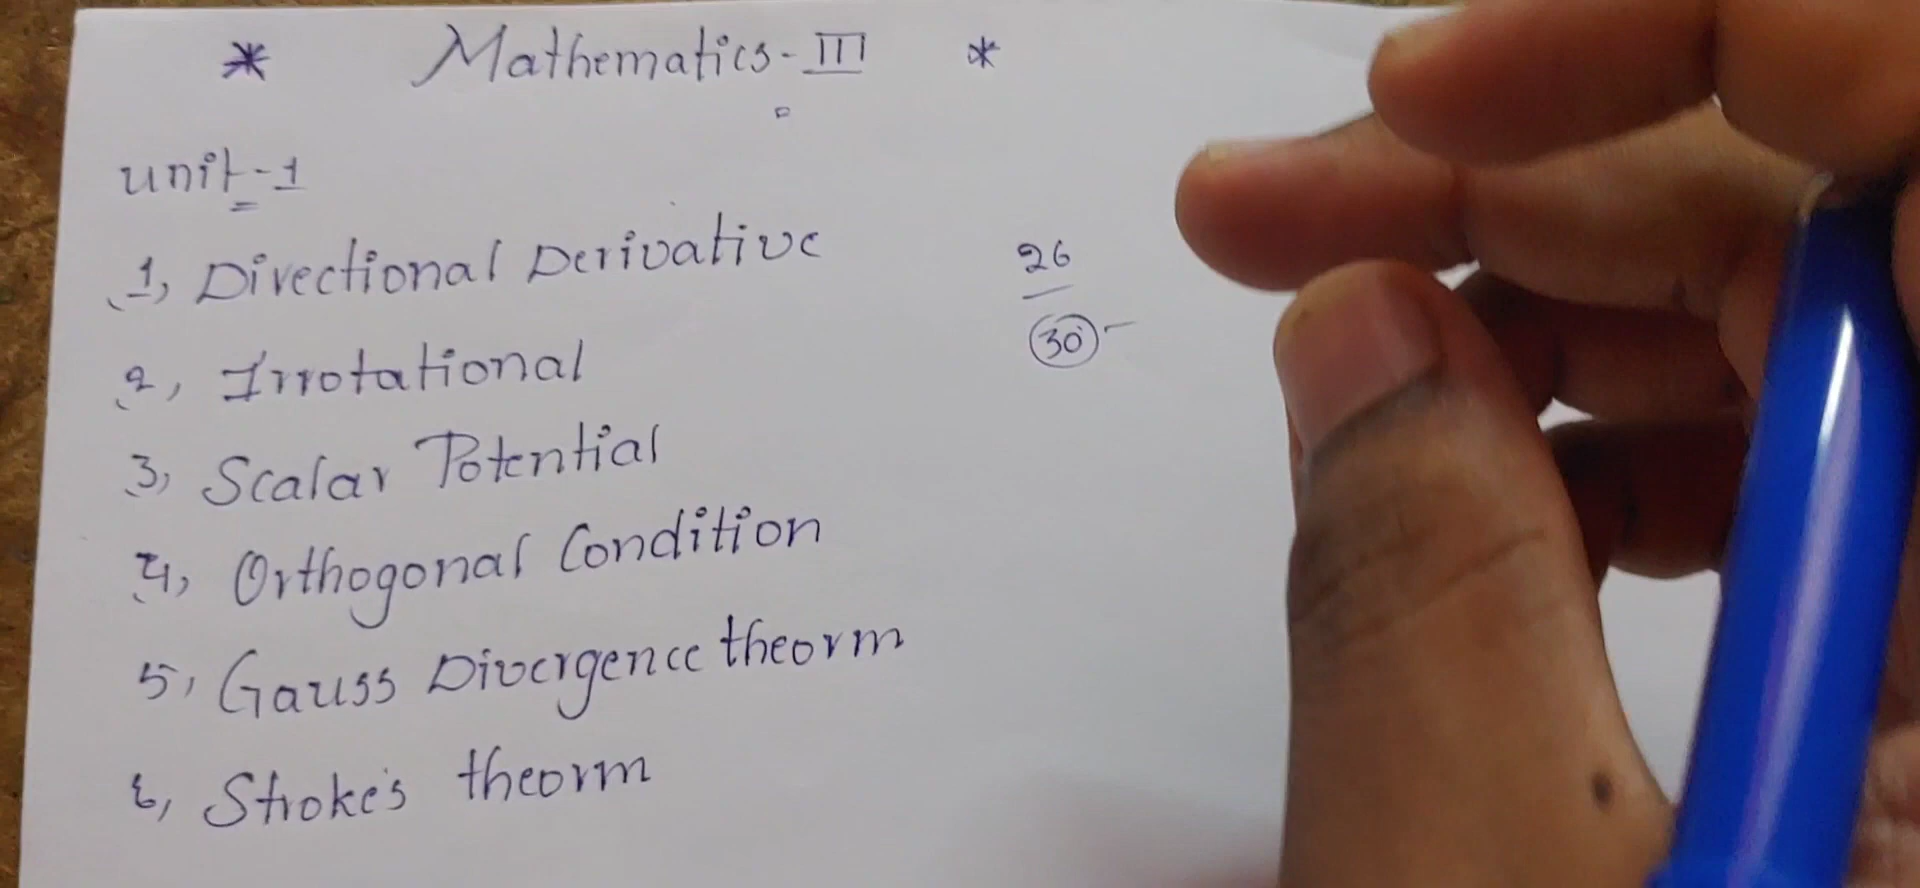 * Mathematics-III *
unit-1
1, Directional Derivative
26
2, Irrotational
30
3, Scalar Potential
4, Orthogonal Condition
5, Gauss Divergence theorm
6, Stroke's theorm